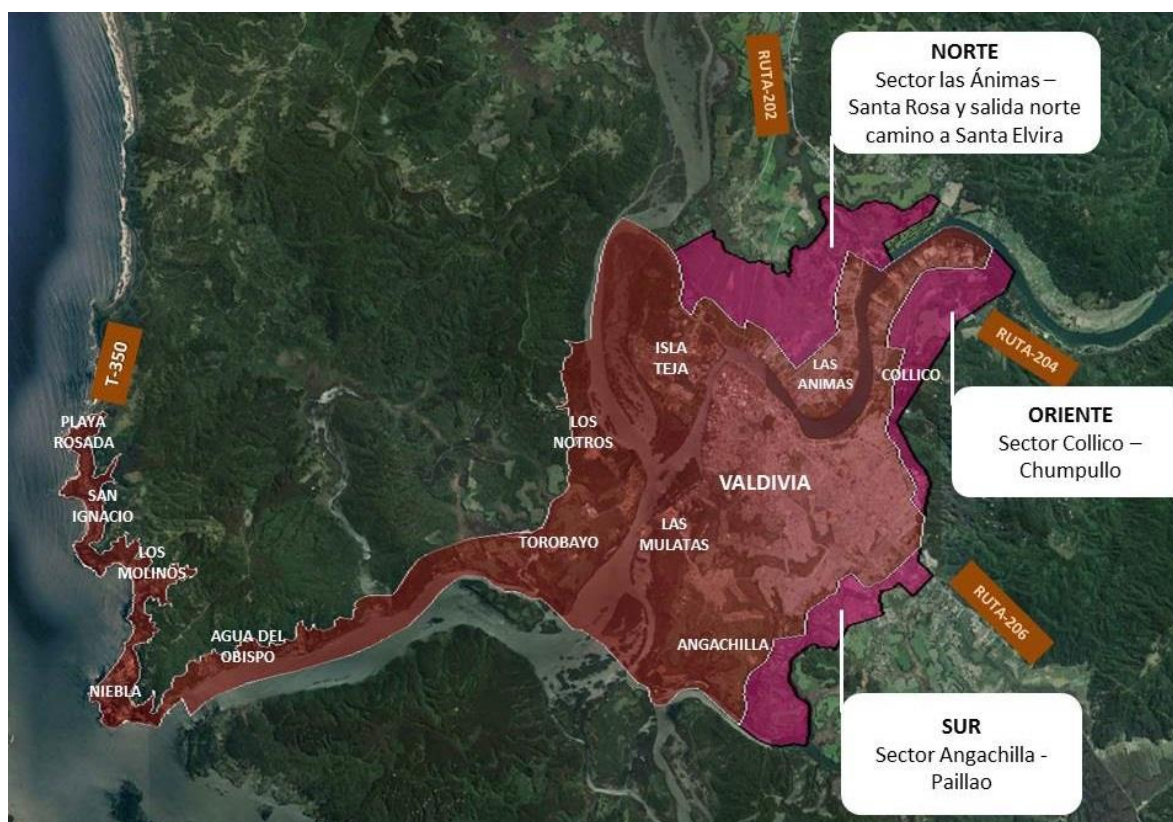 NORTE
Sector las Ánimas –
Santa Rosa y salida norte
camino a Santa Elvira
RUTA-202
T-350
PLAYA
ROSADA
SAN
IGNACIO
LOS
MOLINOS
AGUA DEL
OBISPO
NIEBLA
LOS
NOTROS
TOROBAYO
ISLA
TEJA
LAS
ANIMAS
COLLICO
VALDIVIA
LAS
MULATAS
ANGACHILLA
RUTA-204
ORIENTE
Sector Collico –
Chumpullo
RUTA-206
SUR
Sector Angachilla -
Paillao